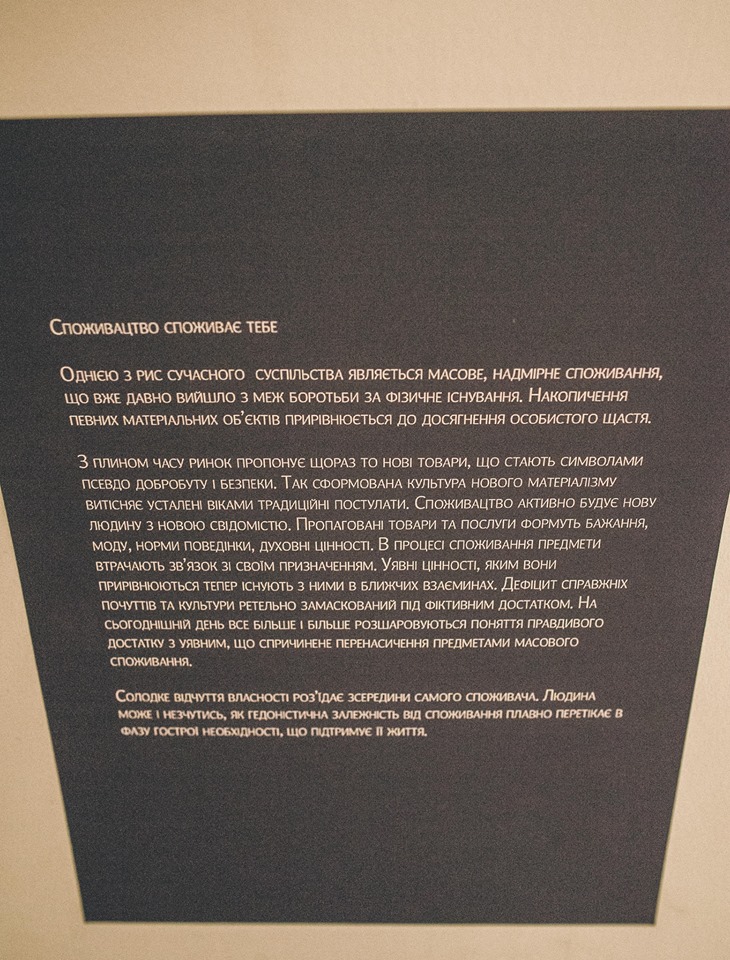 Споживацтво споживає тебе
Однією з рис сучасного суспільства являється масове, надмірне споживання,
що вже давно вийшло з меж боротьби за фізичне існування. Накопичення
певних матеріальних об'єктів прирівнюється до досягнення особистого щастя.
З плином часу ринок пропонує щораз то нові товари, що стають символами
псевдо добробуту і безпеки. Так сформована культура нового матеріалізму
витісняє усталені віками традиційні постулати. Споживацтво активно будує нову
людину з новою свідомістю. Пропаговані товари та послуги формуть бажання,
моду, норми поведінки, духовні цінності. В процесі споживання предмети
втрачають зв'язок зі своїм призначенням. Уявні цінності, яким вони
прирівнюються тепер існують з ними в ближчих взаєминах. Дефіцит справжніх
почуттів та культури ретельно замаскований під фіктивним достатком. На
сьогоднішній день все більше і більше розшаровуються поняття правдивого
достатку з уявним, що спричинене перенасичення предметами масового
споживання.
Солодке відчуття власності роз'їдає зсередини самого споживача. Людина
може і незчутись, як гедоністична залежність від споживання плавно перетікає в
фазу гострої необхідності, що підтримує її життя.